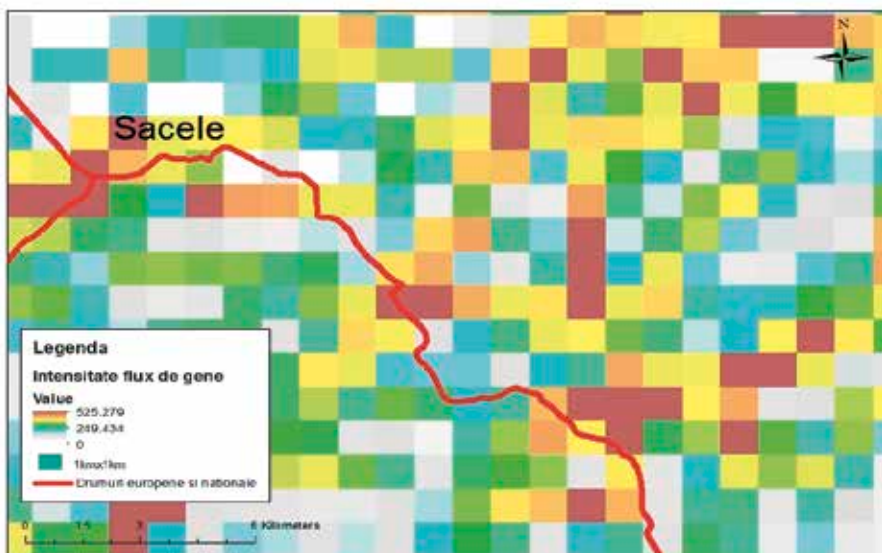 N
Sacele
Legenda
Intensitate flux de gene
Value
525.279
249.434
0
1kmx1km
Drumuri europene si nationale
0 1.5 3 6 Kilometers